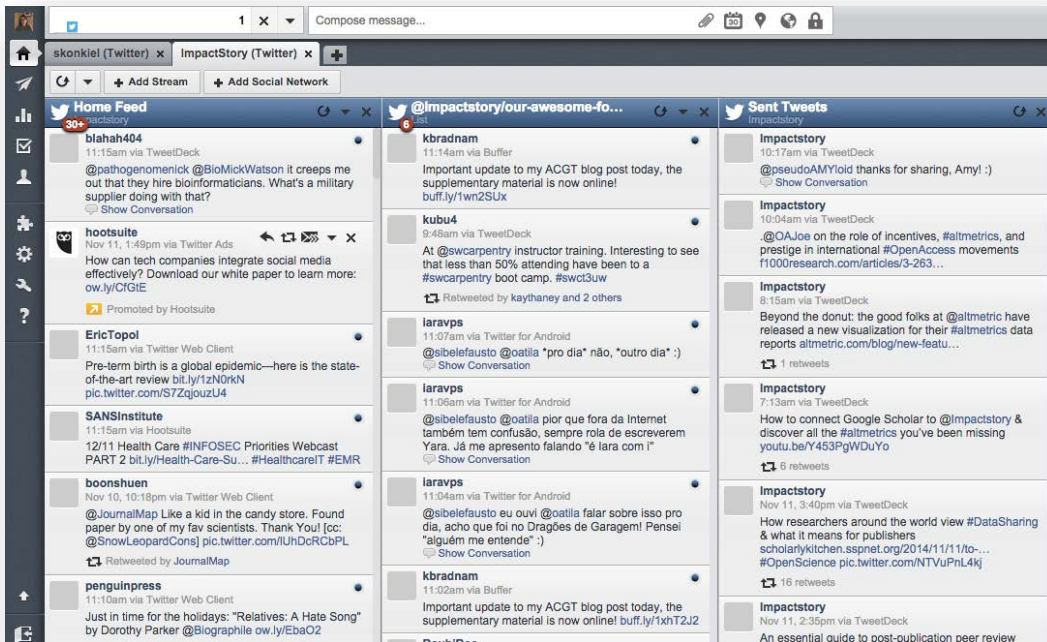 1
Compose message...
skonkiel (Twitter) x
ImpactStory (Twitter) x
Add Stream
Add Social Network
Home Feed
30+
@Impactstory/our-awesome-fo...
List
6
Sent Tweets
Impactstory
blahah404
11:15am via TweetDeck
@pathogenomenick @BioMickWatson it creeps me
out that they hire bioinformaticians. What's a military
supplier doing with that?
Show Conversation
hootsuite
Nov 11, 1:49pm via Twitter Ads
How can tech companies integrate social media
effectively? Download our white paper to learn more:
ow.ly/CfGtE
Promoted by Hootsuite
EricTopol
11:15am via Twitter Web Client
Pre-term birth is a global epidemic—here is the state-
of-the-art review bit.ly/1zN0rkN
pic.twitter.com/S7ZqjouzU4
SANSInstitute
11:15am via Hootsuite
12/11 Health Care #INFOSEC Priorities Webcast
PART 2 bit.ly/Health-Care-Su... #HealthcareIT #EMR
boonshuen
Nov 10, 10:18pm via Twitter Web Client
@JournalMap Like a kid in the candy store. Found
paper by one of my fav scientists. Thank You! [cc:
@SnowLeopardCons] pic.twitter.com/lUhDcRCbPL
Retweeted by JournalMap
penguinpress
11:10am via Twitter Web Client
Just in time for the holidays: "Relatives: A Hate Song"
by Dorothy Parker @Biographile ow.ly/EbaO2
kbradnam
11:14am via Buffer
Important update to my ACGT blog post today, the
supplementary material is now online!
buff.ly/1wn2SUx
kubu4
9:48am via TweetDeck
At @swcarpentry instructor training. Interesting to see
that less than 50% attending have been to a
#swcarpentry boot camp. #swct3uw
Retweeted by kaythaney and 2 others
iaravps
11:07am via Twitter for Android
@sibelefausto @oatila *pro dia* não, *outro dia* :)
Show Conversation
iaravps
11:06am via Twitter for Android
@sibelefausto @oatila pior que fora da Internet
também tem confusão, sempre rola de escreverem
Yara. Já me apresento falando "é Iara com i"
Show Conversation
iaravps
11:04am via Twitter for Android
@sibelefausto eu ouvi @oatila falar sobre isso pro
dia, acho que foi no Dragões de Garagem! Pensei
"alguém me entende" :)
Show Conversation
kbradnam
11:02am via Buffer
Important update to my ACGT blog post today, the
supplementary material is now online! buff.ly/1xhT2J2
Impactstory
10:17am via TweetDeck
@pseudoAMYloid thanks for sharing, Amy! :)
Show Conversation
Impactstory
10:04am via TweetDeck
.@OAJoe on the role of incentives, #altmetrics, and
prestige in international #OpenAccess movements
f1000research.com/articles/3-263...
Impactstory
8:15am via TweetDeck
Beyond the donut: the good folks at @altmetric have
released a new visualization for their #altmetrics data
reports altmetric.com/blog/new-featu...
1 retweets
Impactstory
7:13am via TweetDeck
How to connect Google Scholar to @Impactstory &
discover all the #altmetrics you've been missing
youtu.be/Y453PgWDuYo
6 retweets
Impactstory
Nov 11, 3:40pm via TweetDeck
How researchers around the world view #DataSharing
& what it means for publishers
scholarlykitchen.sspnet.org/2014/11/11/to-...
#OpenScience pic.twitter.com/NTVuPnL4kj
16 retweets
Impactstory
Nov 11, 2:35pm via TweetDeck
An essential guide to post-publication peer review